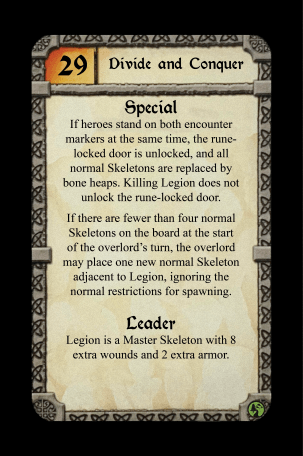 29 Divide and Conquer
Special
If heroes stand on both encounter
markers at the same time, the rune-
locked door is unlocked, and all
normal Skeletons are replaced by
bone heaps. Killing Legion does not
unlock the rune-locked door.
If there are fewer than four normal
Skeletons on the board at the start
of the overlord's turn, the overlord
may place one new normal Skeleton
adjacent to Legion, ignoring the
normal restrictions for spawning.
Leader
Legion is a Master Skeleton with 8
extra wounds and 2 extra armor.